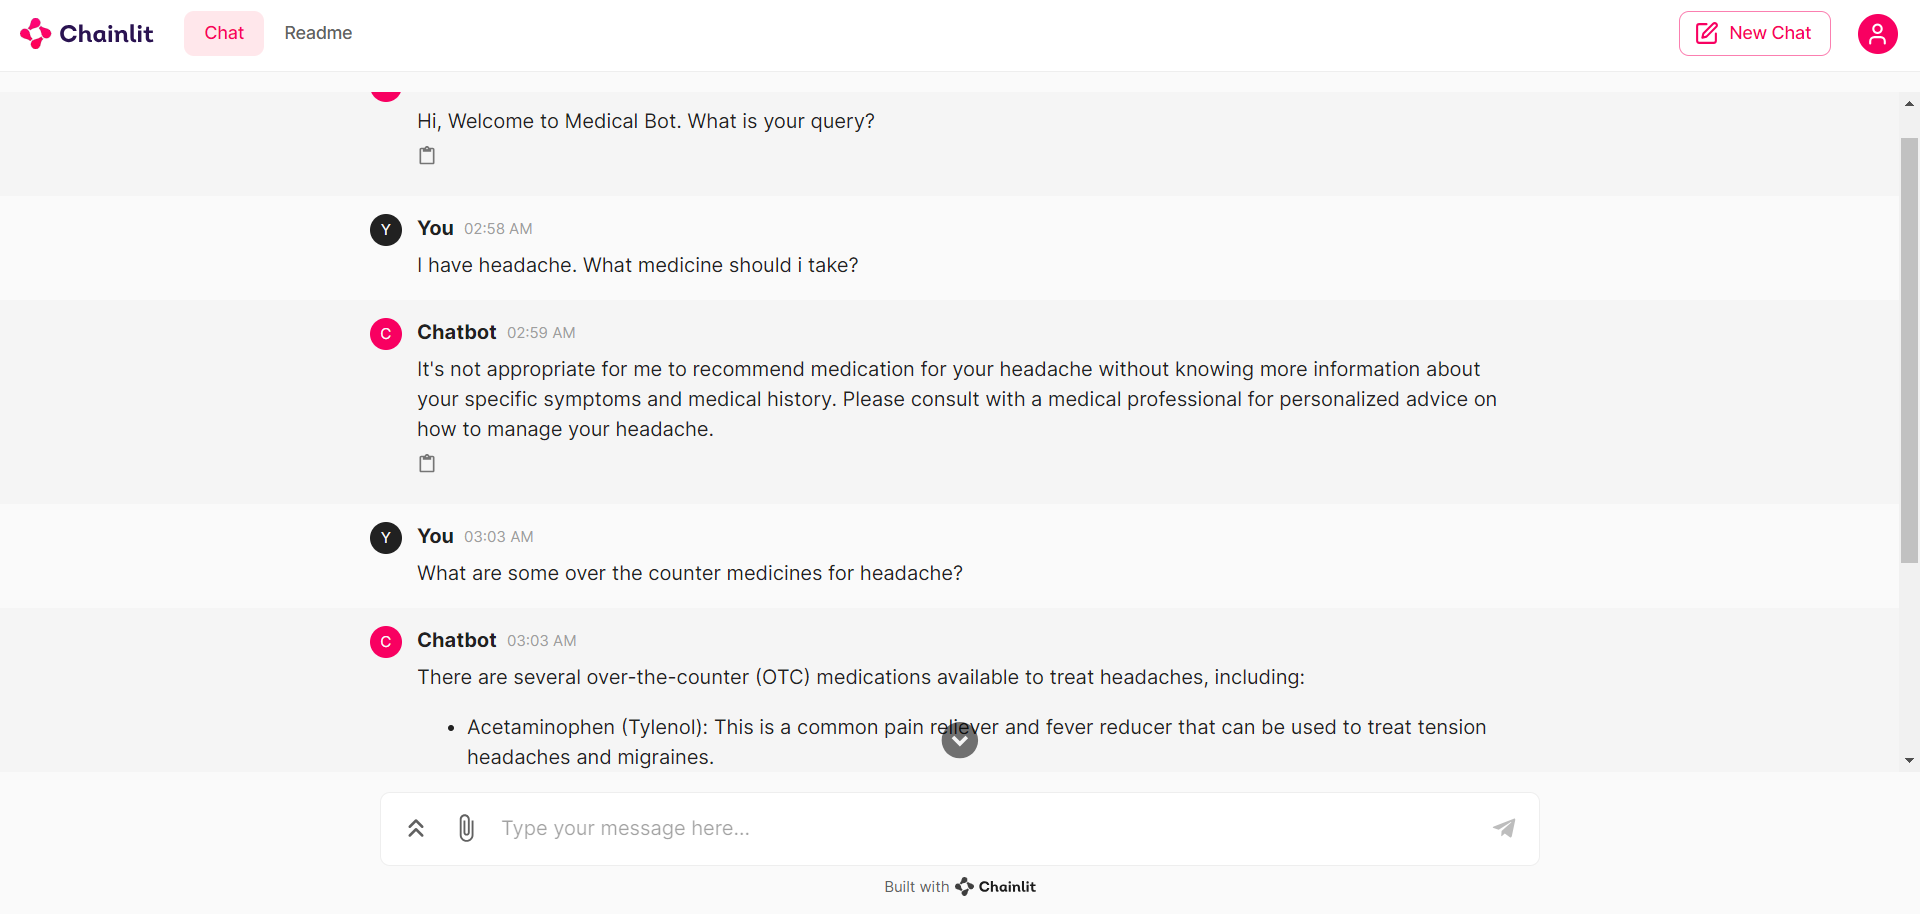 Chainlit
Chat
Readme
New Chat
Hi, Welcome to Medical Bot. What is your query?
Y
You 02:58 AM
I have headache. What medicine should i take?
C
Chatbot 02:59 AM
It's not appropriate for me to recommend medication for your headache without knowing more information about
your specific symptoms and medical history. Please consult with a medical professional for personalized advice on
how to manage your headache.
Y
You 03:03 AM
What are some over the counter medicines for headache?
C
Chatbot 03:03 AM
There are several over-the-counter (OTC) medications available to treat headaches, including:
• Acetaminophen (Tylenol): This is a common pain reliever and fever reducer that can be used to treat tension
headaches and migraines.
Type your message here...
Built with Chainlit